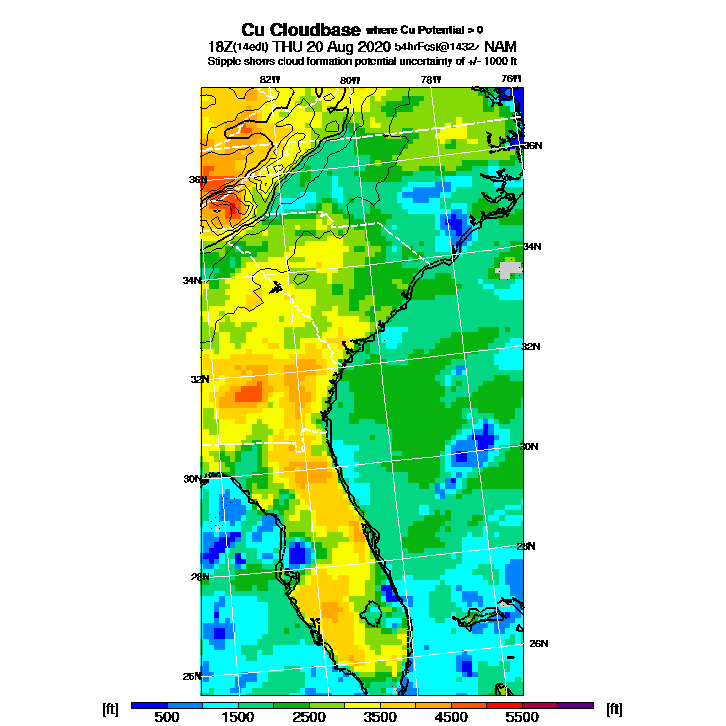 Cu Cloudbase where Cu Potential > 0
18Z(14edt) THU 20 Aug 2020 54hrFcst@1432z NAM
Stipple shows cloud formation potential uncertainty of +/- 1000 ft
82W 80W 78W 76W
36N
36N
34N
34N
32N
32N
30N
30N
28N
28N
26N
26N
[ft] 500 1500 2500 3500 4500 5500 [ft]